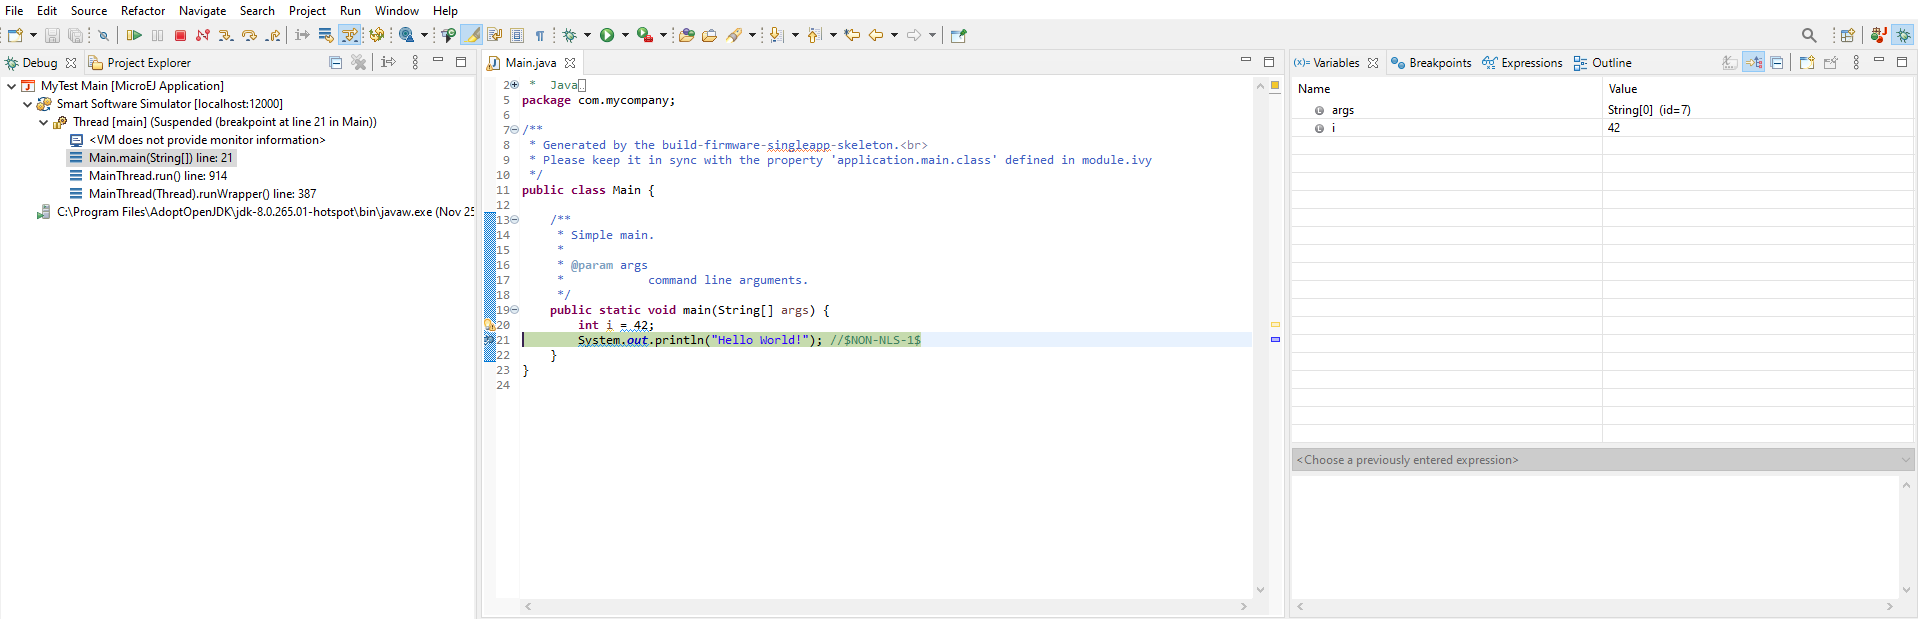 File Edit Source Refactor Navigate Search Project Run Window Help
Debug Project Explorer
MyTest Main [MicroEJ Application]
Smart Software Simulator [localhost:12000]
Thread [main] (Suspended (breakpoint at line 21 in Main))
<VM does not provide monitor information>
Main.main(String[]) line: 21
MainThread.run() line: 914
MainThread(Thread).runWrapper() line: 387
C:\Program Files\AdoptOpenJDK\jdk-8.0.265.01-hotspot\bin\javaw.exe (Nov 25
Main.java
2 * Java
5 package com.mycompany;
6
7 /**
8 * Generated by the build-firmware-singleapp-skeleton.<br>
9 * Please keep it in sync with the property 'application.main.class' defined in module.ivy
10 */
11 public class Main {
12
13 /**
14 * Simple main.
15 *
16 * @param args
17 * command line arguments.
18 */
19 public static void main(String[] args) {
20 int i = 42;
21 System.out.println("Hello World!"); //$NON-NLS-1$
22 }
23 }
24
Variables Breakpoints Expressions Outline
Name Value
args String[0] (id=7)
i 42
<Choose a previously entered expression>